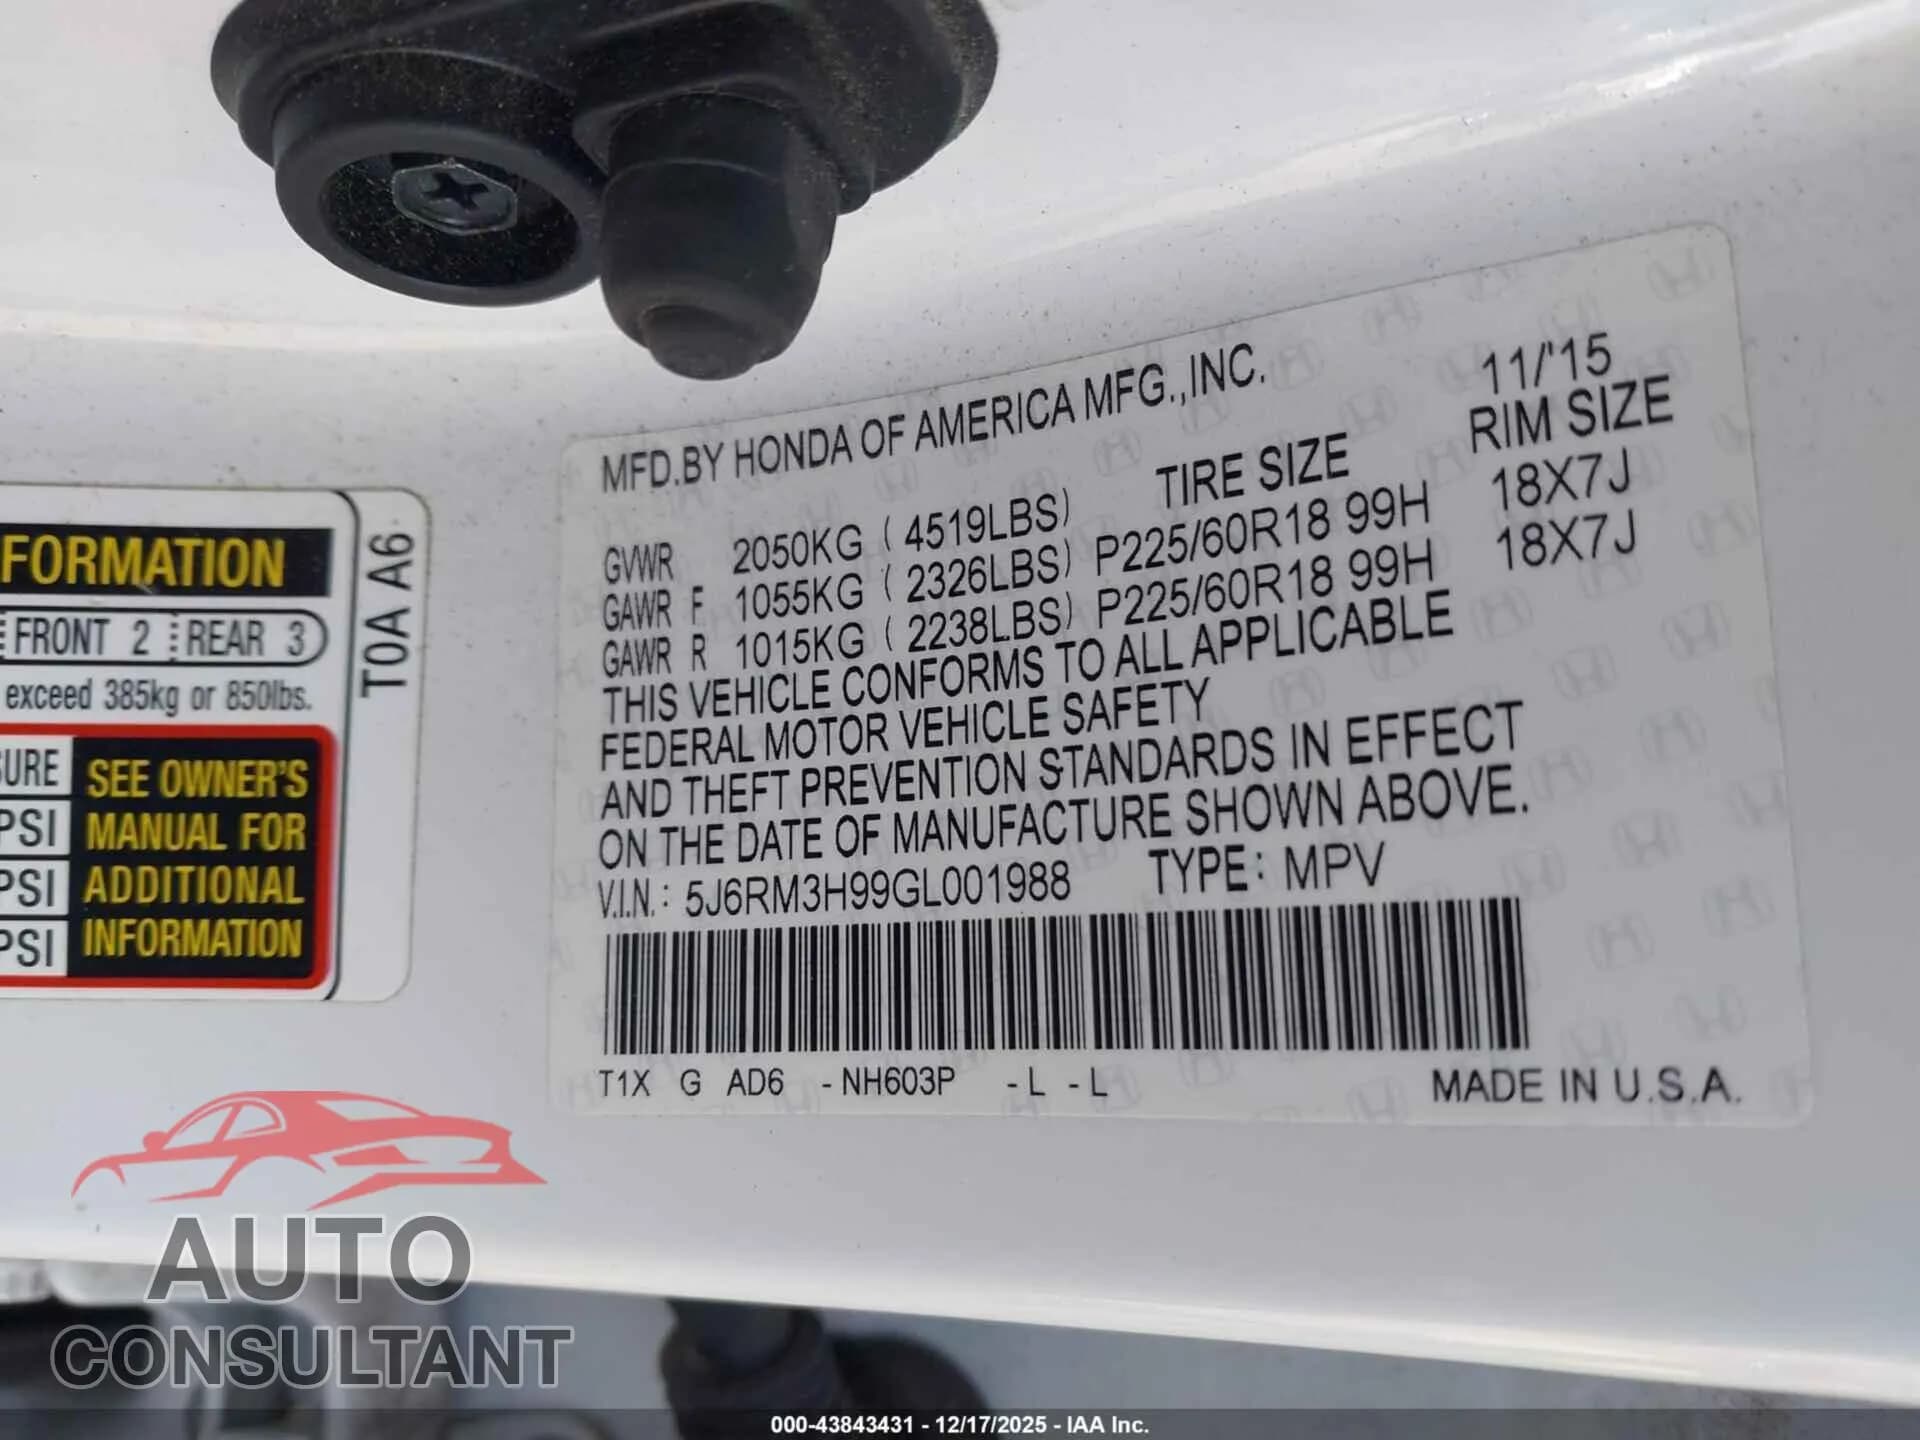 MFD.BY HONDA OF AMERICA MFG.,INC. 11/'15
TIRE SIZE RIM SIZE
GVWR 2050KG ( 4519LBS)
GAWR F 1055KG ( 2326LBS) P225/60R18 99H 18X7J
GAWR R 1015KG ( 2238LBS) P225/60R18 99H 18X7J
THIS VEHICLE CONFORMS TO ALL APPLICABLE
FEDERAL MOTOR VEHICLE SAFETY
AND THEFT PREVENTION STANDARDS IN EFFECT
ON THE DATE OF MANUFACTURE SHOWN ABOVE.
V.I.N.: 5J6RM3H99GL001988 TYPE: MPV
T1X G AD6 -NH603P -L -L MADE IN U.S.A.
FORMATION
FRONT 2 REAR 3
exceed 385kg or 850lbs.
URE
PSI
PSI
PSI
SEE OWNER'S
MANUAL FOR
ADDITIONAL
INFORMATION
T0A A6
AUTO
CONSULTANT
000-43843431 - 12/17/2025 - IAA Inc.